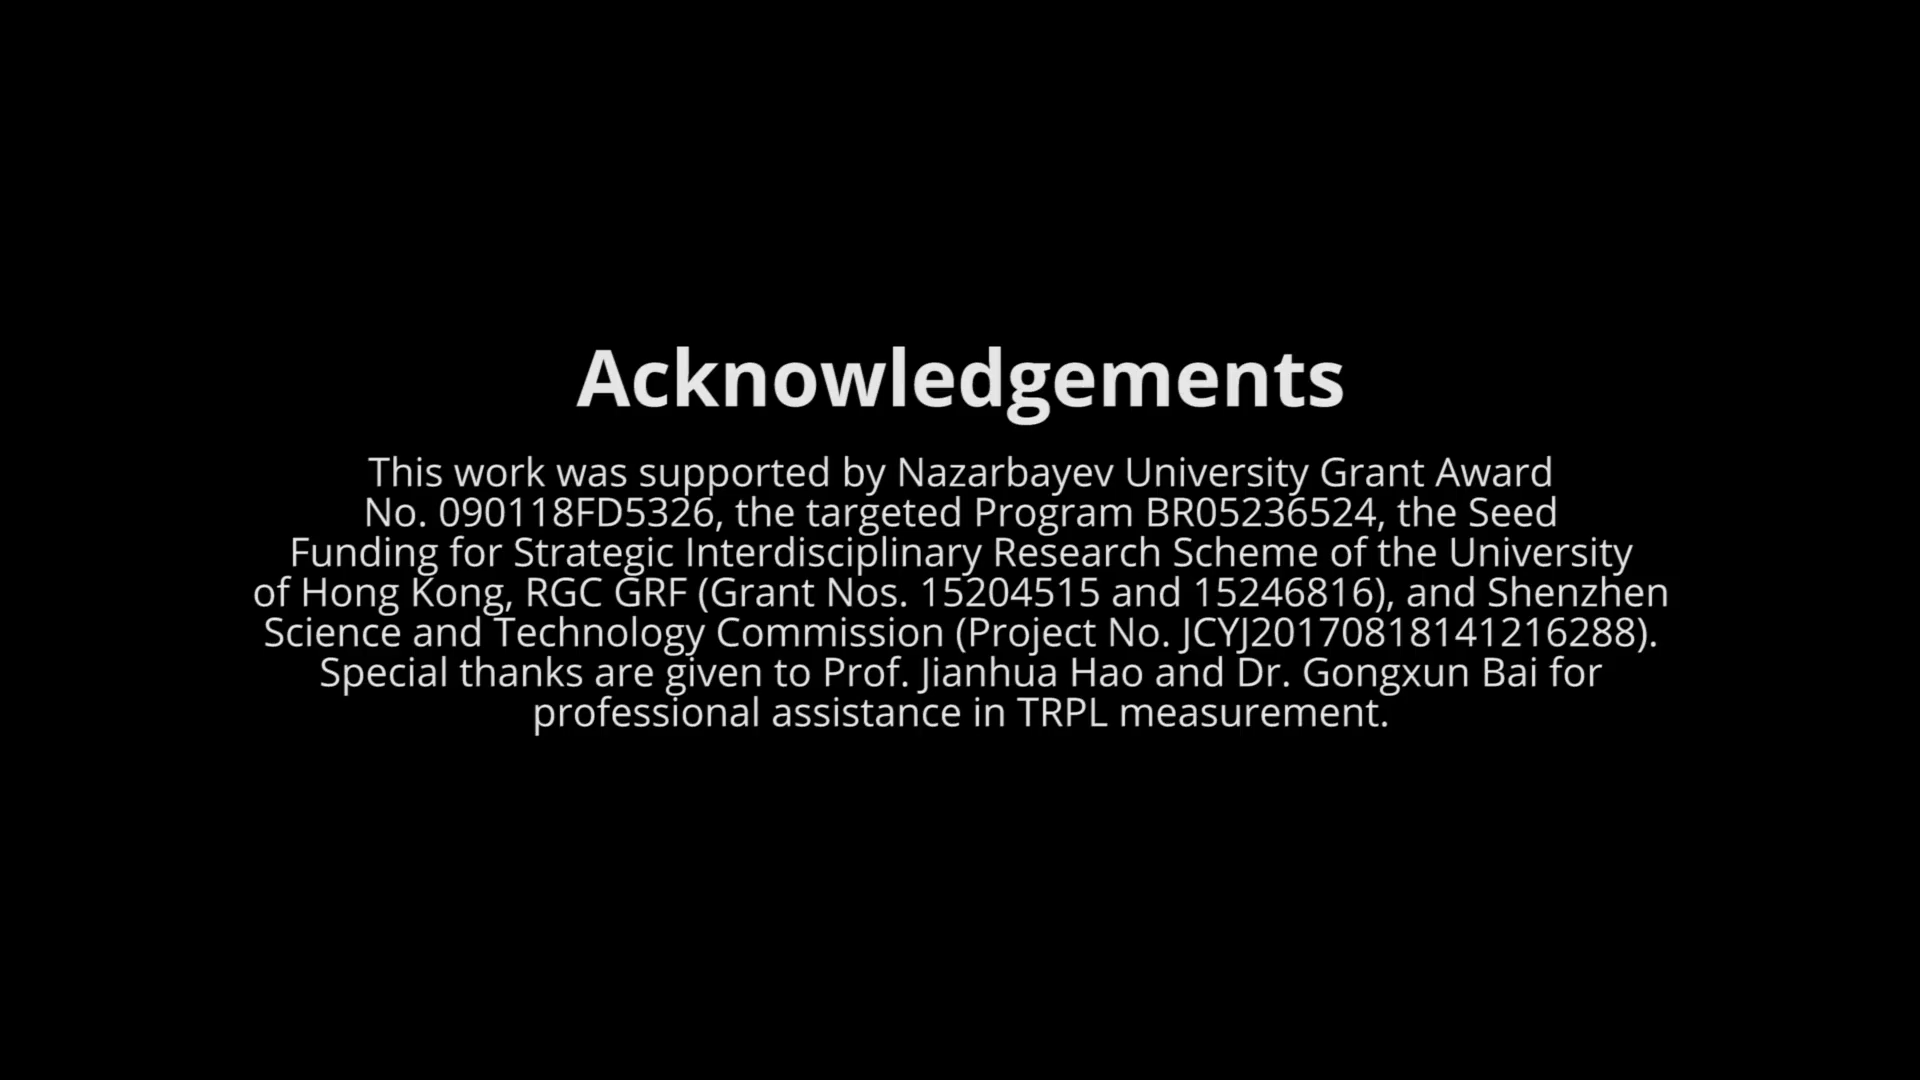 Acknowledgements
This work was supported by Nazarbayev University Grant Award
No. 090118FD5326, the targeted Program BR05236524, the Seed
Funding for Strategic Interdisciplinary Research Scheme of the University
of Hong Kong, RGC GRF (Grant Nos. 15204515 and 15246816), and Shenzhen
Science and Technology Commission (Project No. JCYJ20170818141216288).
Special thanks are given to Prof. Jianhua Hao and Dr. Gongxun Bai for
professional assistance in TRPL measurement.